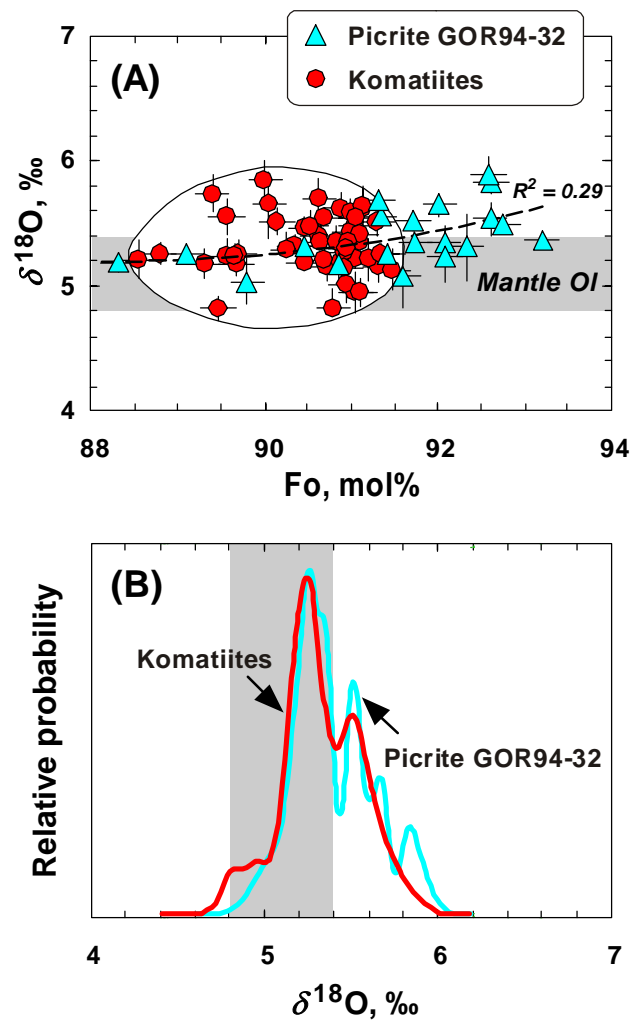 7
(A)
Picrite GOR94-32
Komatiites
6
R² = 0.29
δ¹⁸O, ‰
5
Mantle Ol
4
88 90 92 94
Fo, mol%
(B)
Relative probability
Komatiites
Picrite GOR94-32
4 5 6 7
δ¹⁸O, ‰